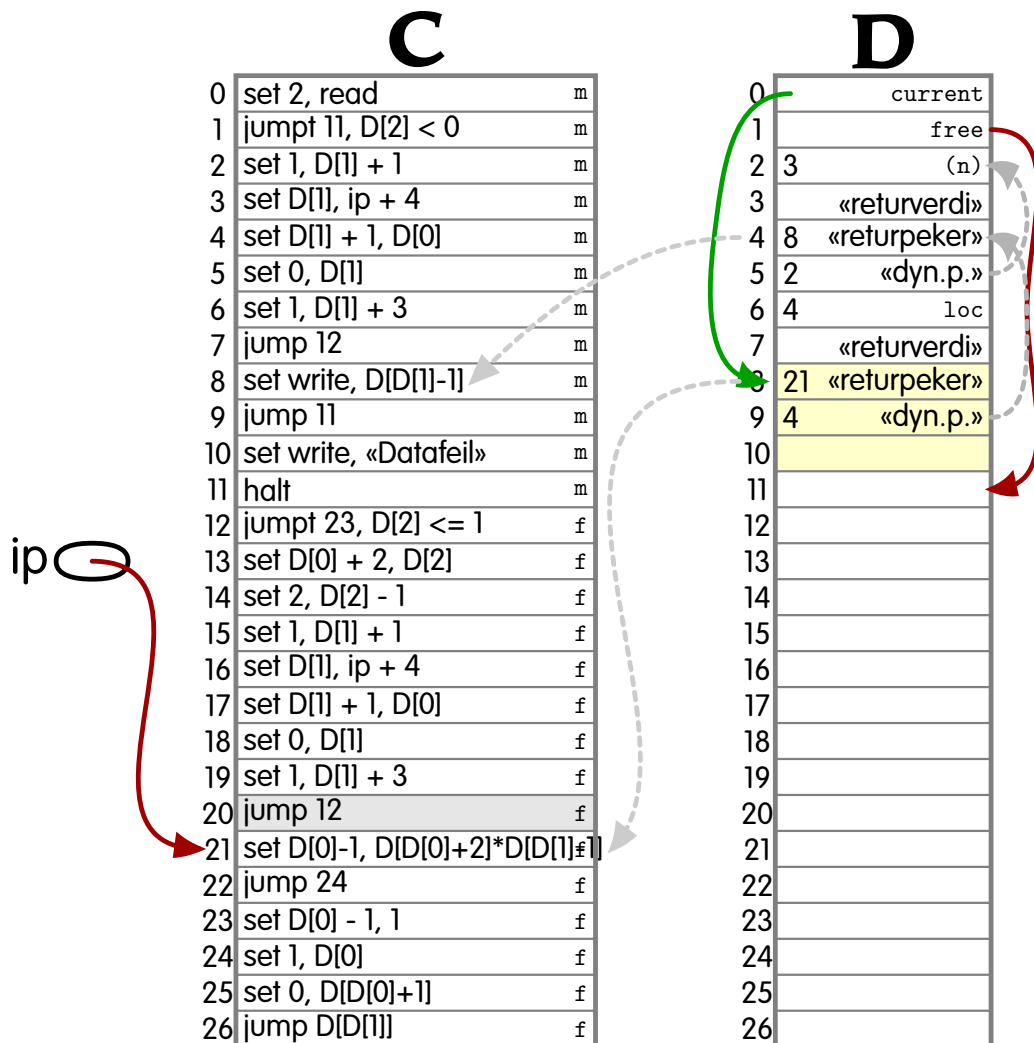 C D
0 set 2, read m
1 jumpt 11, D[2] < 0 m
2 set 1, D[1] + 1 m
3 set D[1], ip + 4 m
4 set D[1] + 1, D[0] m
5 set 0, D[1] m
6 set 1, D[1] + 3 m
7 jump 12 m
8 set write, D[D[1]-1] m
9 jump 11 m
10 set write, «Datafeil» m
11 halt m
12 jumpt 23, D[2] <= 1 f
13 set D[0] + 2, D[2] f
14 set 2, D[2] - 1 f
15 set 1, D[1] + 1 f
16 set D[1], ip + 4 f
17 set D[1] + 1, D[0] f
18 set 0, D[1] f
19 set 1, D[1] + 3 f
20 jump 12 f
21 set D[0]-1, D[D[0]+2]*D[D[1]+1] f
22 jump 24 f
23 set D[0] - 1, 1 f
24 set 1, D[0] f
25 set 0, D[D[0]+1] f
26 jump D[D[1]] f
ip
0 current
1 free
2 3 (n)
3 «returverdi»
4 8 «returpeker»
5 2 «dyn.p.»
6 4 loc
7 «returverdi»
8 21 «returpeker»
9 4 «dyn.p.»
10
11
12
13
14
15
16
17
18
19
20
21
22
23
24
25
26